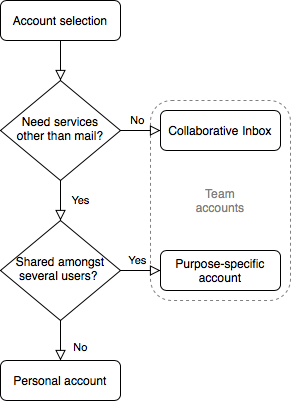 Account selection
Need services
other than mail?
No
Collaborative Inbox
Team
accounts
Yes
Shared amongst
several users?
Yes
Purpose-specific
account
No
Personal account